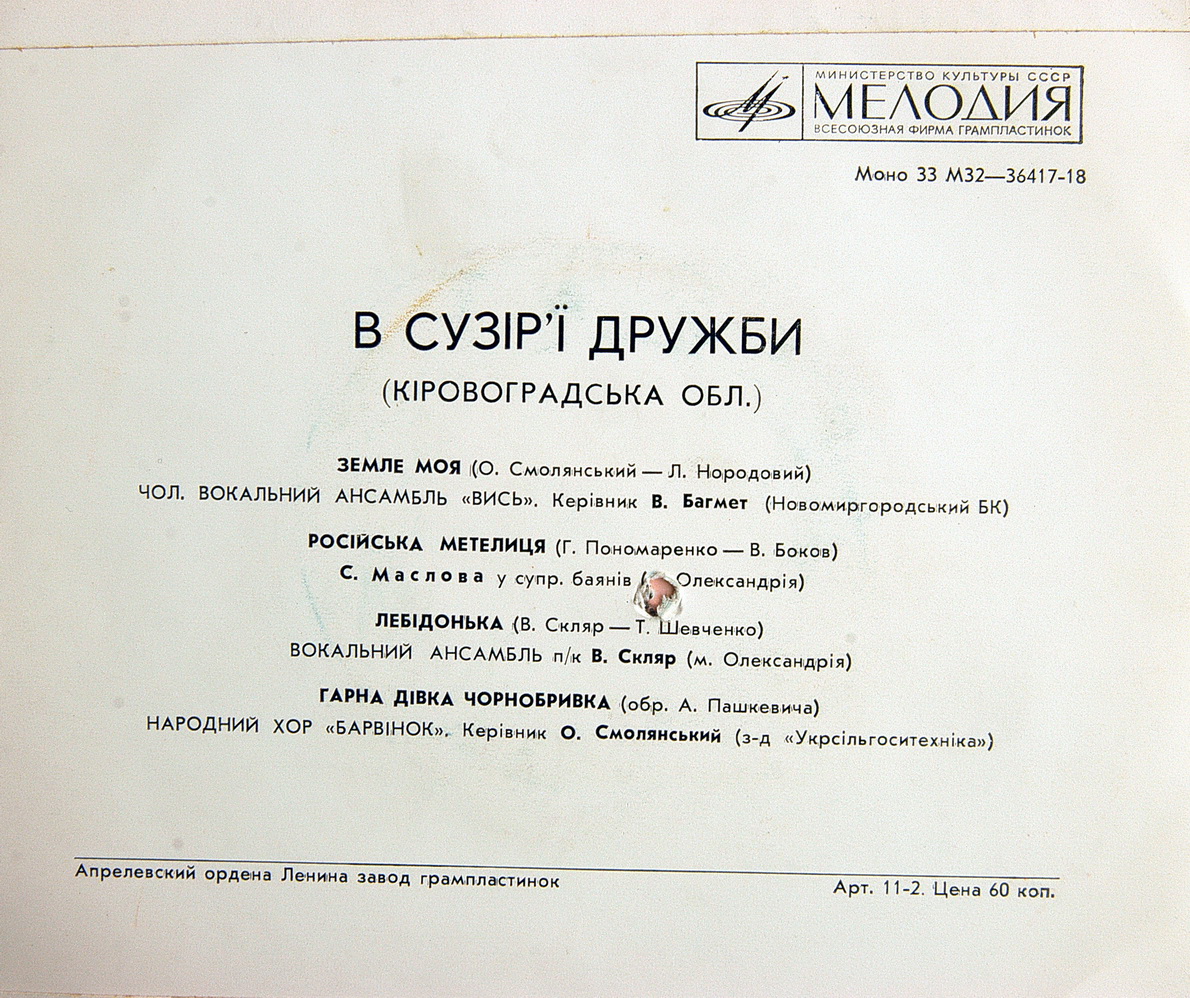 МИНИСТЕРСТВО КУЛЬТУРЫ СССР
МЕЛОДИЯ
ВСЕСОЮЗНАЯ ФИРМА ГРАМПЛАСТИНОК
Моно 33 М32—36417-18
В СУЗІР’Ї ДРУЖБИ
(КІРОВОГРАДСЬКА ОБЛ.)
ЗЕМЛЕ МОЯ (О. Смолянський — Л. Нородовий)
ЧОЛ. ВОКАЛЬНИЙ АНСАМБЛЬ «ВИСЬ». Керівник В. Багмет (Новомиргородський БК)
РОСІЙСЬКА МЕТЕЛИЦЯ (Г. Пономаренко — В. Боков)
С. Маслова у супр. баянів ( Олександрія)
ЛЕБІДОНЬКА (В. Скляр — Т. Шевченко)
ВОКАЛЬНИЙ АНСАМБЛЬ п/к В. Скляр (м. Олександрія)
ГАРНА ДІВКА ЧОРНОБРИВКА (обр. А. Пашкевича)
НАРОДНИЙ ХОР «БАРВІНОК». Керівник О. Смолянський (з-д «Укрсільгоситехніка»)
Апрелевский ордена Ленина завод грампластинок
Арт. 11-2. Цена 60 коп.